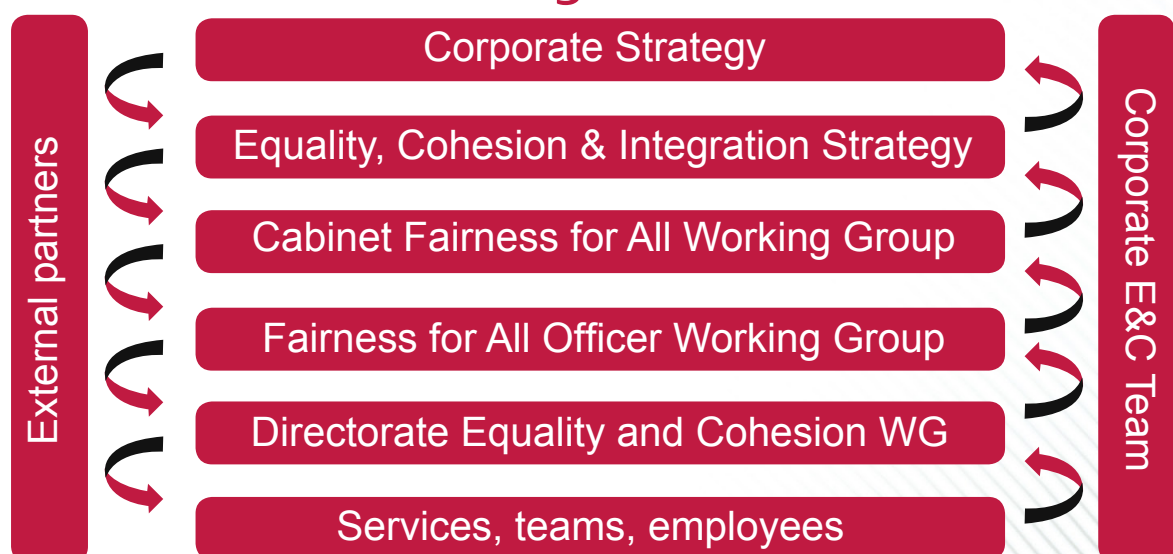 External partners
Corporate Strategy
Equality, Cohesion & Integration Strategy
Cabinet Fairness for All Working Group
Fairness for All Officer Working Group
Directorate Equality and Cohesion WG
Services, teams, employees
Corporate E&C Team